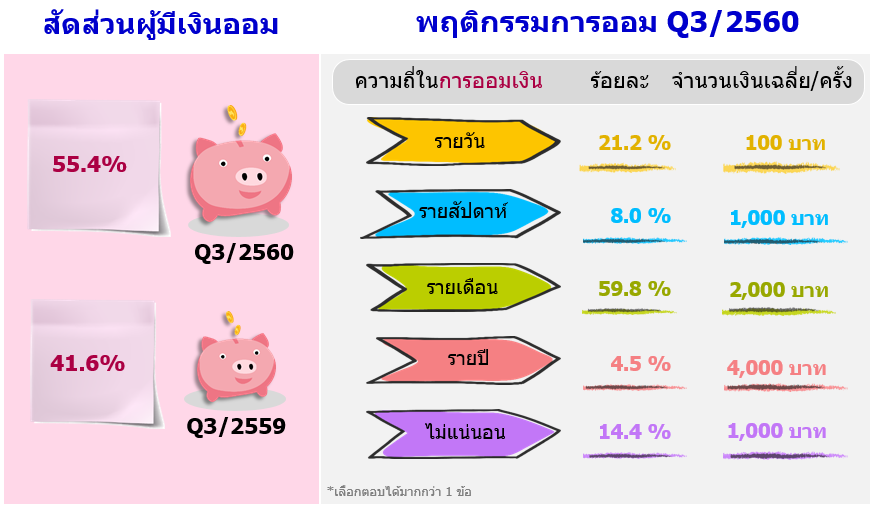 สัดส่วนผู้มีเงินออม
55.4%
Q3/2560
41.6%
Q3/2559
พฤติกรรมการออม Q3/2560
ความถี่ในการออมเงิน ร้อยละ จำนวนเงินเฉลี่ย/ครั้ง
รายวัน 21.2 % 100 บาท
รายสัปดาห์ 8.0 % 1,000 บาท
รายเดือน 59.8 % 2,000 บาท
รายปี 4.5 % 4,000 บาท
ไม่แน่นอน 14.4 % 1,000 บาท
*เลือกตอบได้มากกว่า 1 ข้อ